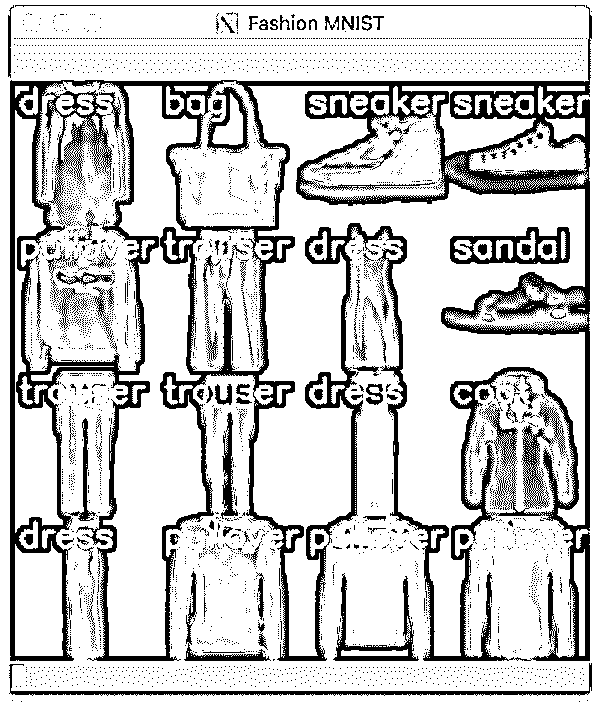 Fashion MNIST
dress bag sneaker sneaker
pullover trouser dress sandal
trouser trouser dress coat
dress pullover pullover pullover